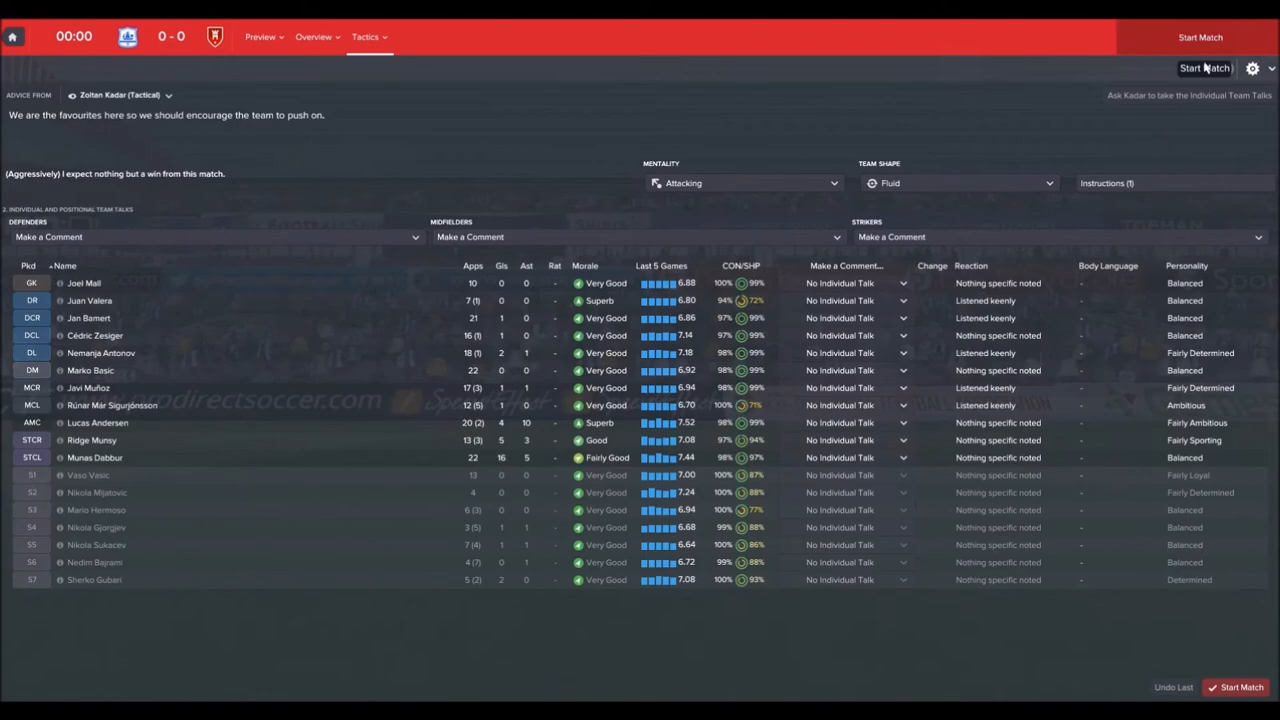 00:00 0 - 0 Preview Overview Tactics Start Match
Start Match
ADVICE FROM Zoltan Kadar (Tactical) Ask Kadar to take the Individual Team Talks
We are the favourites here so we should encourage the team to push on.
MENTALITY TEAM SHAPE
(Aggressively) I expect nothing but a win from this match.
Attacking Fluid Instructions (1)
2. INDIVIDUAL AND POSITIONAL TEAM TALKS
DEFENDERS MIDFIELDERS STRIKERS
Make a Comment Make a Comment Make a Comment
Pkd Name Apps Gls Ast Rat Morale Last 5 Games CON/SHP Make a Comment... Change Reaction Body Language Personality
GK Joel Mall 10 0 0 - Very Good 6.88 100% 99% No Individual Talk Nothing specific noted - Balanced
DR Juan Valera 7 (1) 0 0 - Superb 6.80 94% 72% No Individual Talk Listened keenly - Balanced
DCR Jan Bamert 21 1 0 - Very Good 6.86 97% 99% No Individual Talk Listened keenly - Balanced
DCL Cédric Zesiger 16 (1) 1 0 - Very Good 7.14 97% 99% No Individual Talk Nothing specific noted - Balanced
DL Nemanja Antonov 18 (1) 2 1 - Very Good 7.18 98% 99% No Individual Talk Listened keenly - Fairly Determined
DM Marko Basic 22 0 0 - Very Good 6.92 98% 99% No Individual Talk Nothing specific noted - Balanced
MCR Javi Muñoz 17 (3) 1 1 - Very Good 6.94 98% 99% No Individual Talk Listened keenly - Fairly Determined
MCL Rúnar Már Sigurjónsson 12 (5) 1 0 - Very Good 6.70 100% 71% No Individual Talk Listened keenly - Ambitious
AMC Lucas Andersen 20 (2) 4 10 - Superb 7.52 98% 99% No Individual Talk Nothing specific noted - Fairly Ambitious
STCR Ridge Munsy 13 (3) 5 3 - Good 7.08 97% 94% No Individual Talk Nothing specific noted - Fairly Sporting
STCL Munas Dabbur 22 16 5 - Fairly Good 7.44 98% 97% No Individual Talk Nothing specific noted - Balanced
S1 Vaso Vasic 13 0 0 - Very Good 7.00 100% 87% No Individual Talk Nothing specific noted - Fairly Loyal
S2 Nikola Mijatovic 4 0 0 - Very Good 7.24 100% 88% No Individual Talk Nothing specific noted - Fairly Determined
S3 Mario Hermoso 6 (3) 0 0 - Very Good 6.94 100% 77% No Individual Talk Nothing specific noted - Balanced
S4 Nikola Gjorgjev 3 (5) 1 1 - Very Good 6.68 99% 88% No Individual Talk Nothing specific noted - Balanced
S5 Nikola Sukacev 7 (4) 1 1 - Very Good 6.64 100% 86% No Individual Talk Nothing specific noted - Balanced
S6 Nedim Bajrami 4 (7) 0 1 - Very Good 6.72 99% 88% No Individual Talk Nothing specific noted - Balanced
S7 Sherko Gubari 5 (2) 2 0 - Very Good 7.08 100% 93% No Individual Talk Nothing specific noted - Determined
prodirectsoccer.com
Undo Last Start Match